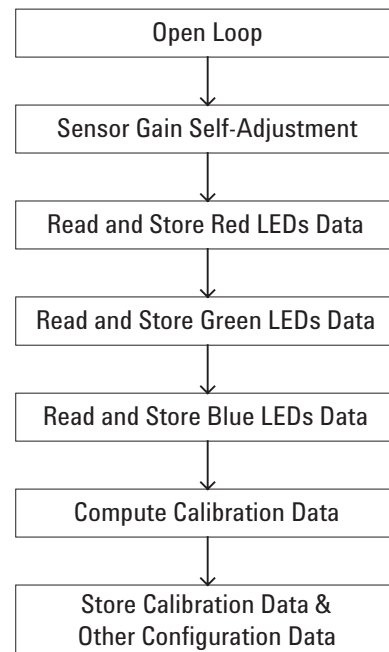 Open Loop
Sensor Gain Self-Adjustment
Read and Store Red LEDs Data
Read and Store Green LEDs Data
Read and Store Blue LEDs Data
Compute Calibration Data
Store Calibration Data &
Other Configuration Data